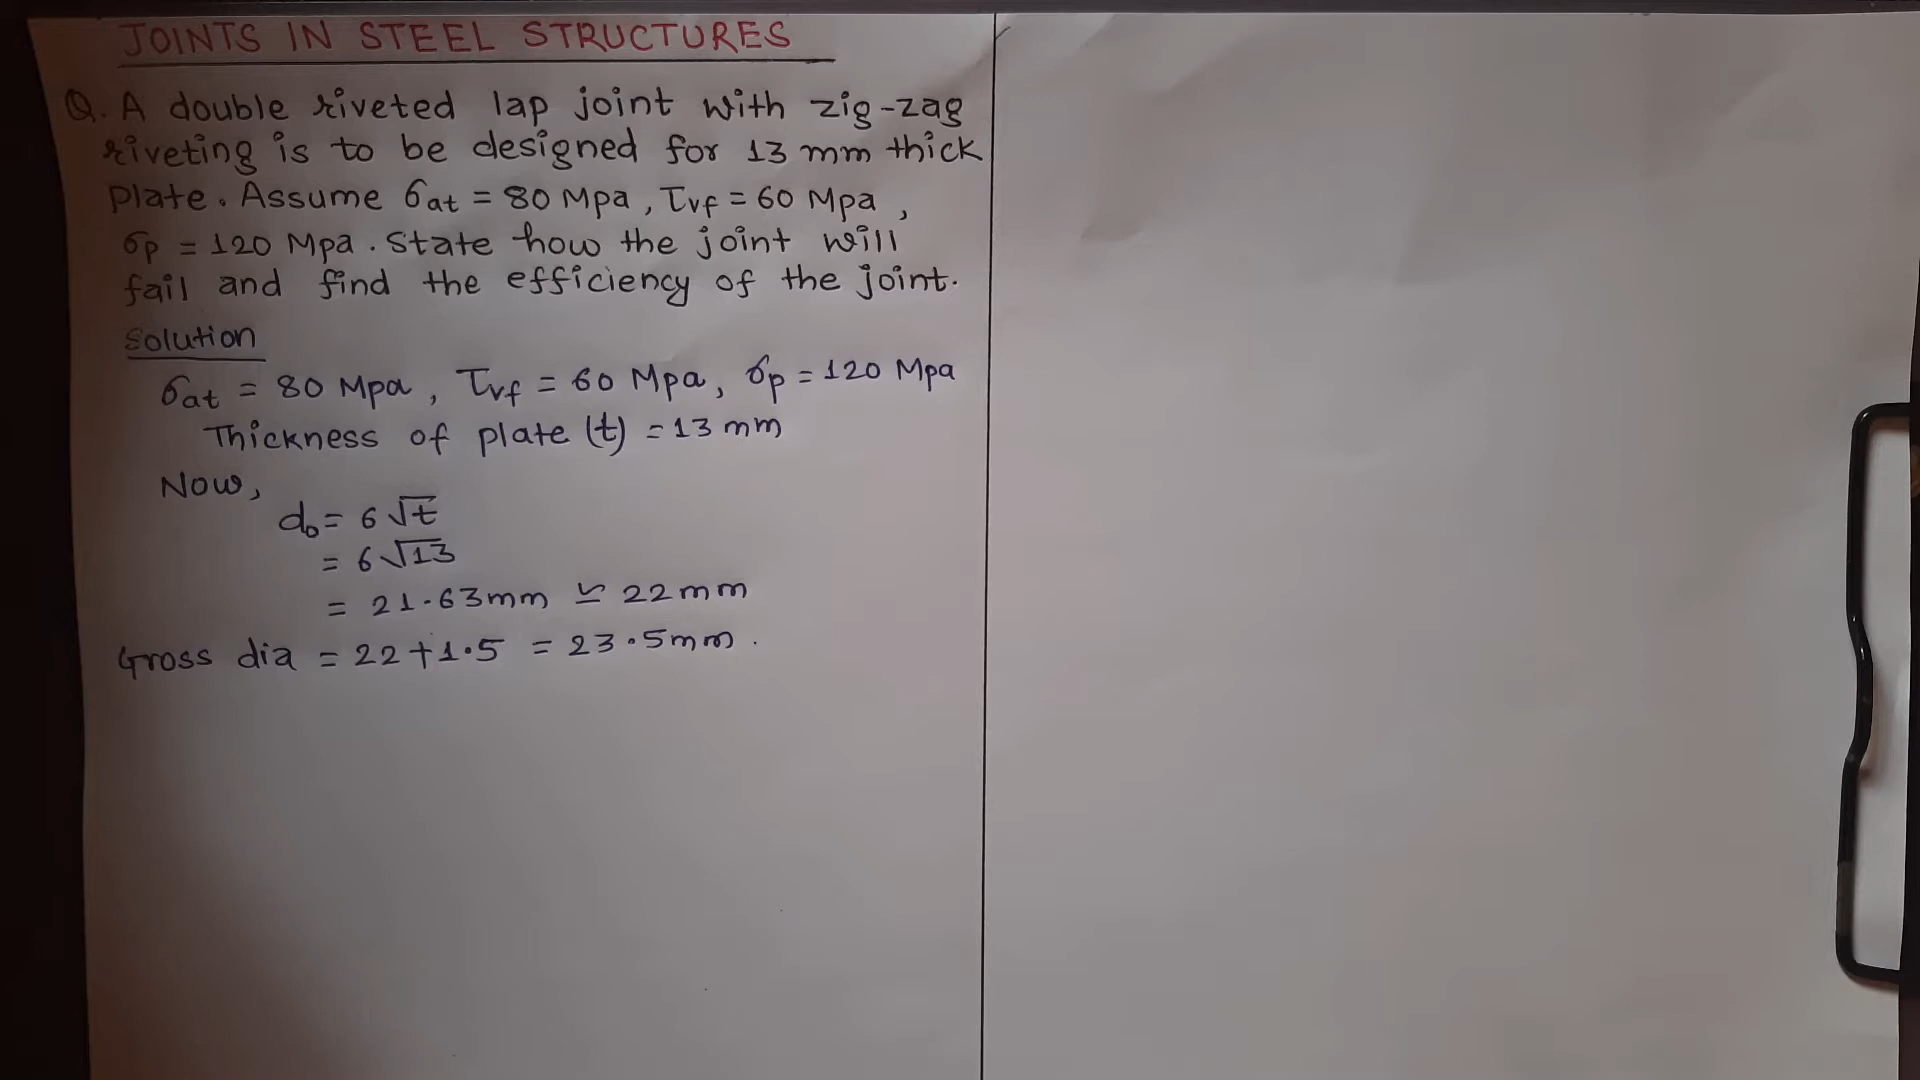 JOINTS IN STEEL STRUCTURES
Q. A double riveted lap joint with zig-zag
riveting is to be designed for 13 mm thick
plate. Assume σat = 80 Mpa, τvf = 60 Mpa,
σp = 120 Mpa. State how the joint will
fail and find the efficiency of the joint.
Solution
σat = 80 Mpa, τvf = 60 Mpa, σp = 120 Mpa
Thickness of plate (t) = 13 mm
Now,
do = 6 √t
= 6√13
= 21.63mm ≃ 22mm
Gross dia = 22+1.5 = 23.5mm.